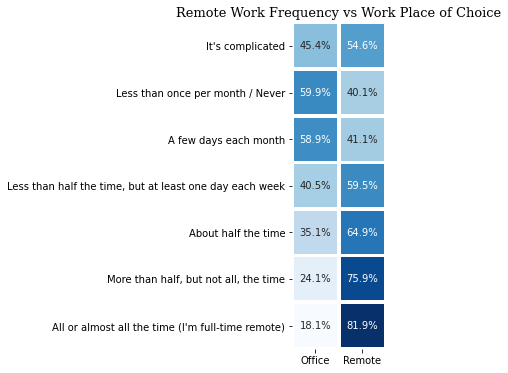 Remote Work Frequency vs Work Place of Choice
It's complicated 45.4% 54.6%
Less than once per month / Never 59.9% 40.1%
A few days each month 58.9% 41.1%
Less than half the time, but at least one day each week 40.5% 59.5%
About half the time 35.1% 64.9%
More than half, but not all, the time 24.1% 75.9%
All or almost all the time (I'm full-time remote) 18.1% 81.9%
Office Remote